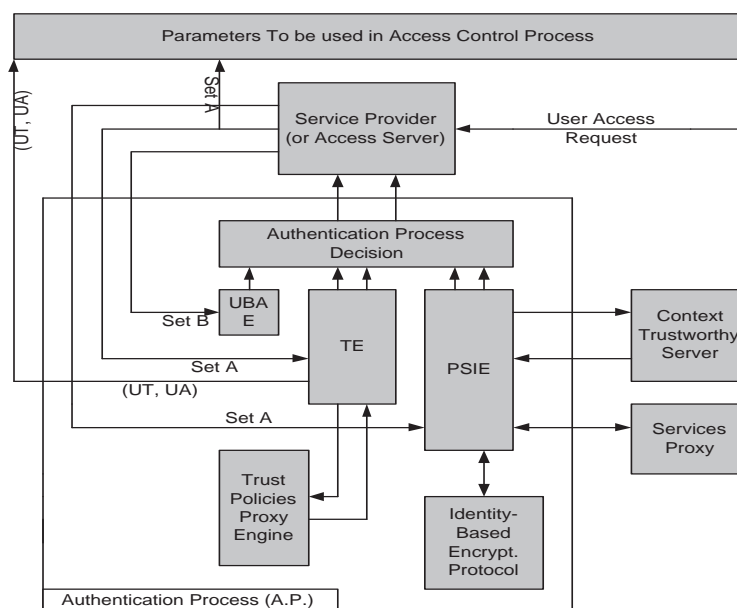 Parameters To be used in Access Control Process
(UT, UA)
Set A
Service Provider
(or Access Server)
User Access
Request
Authentication Process
Decision
UBA
E
Set B
TE
PSIE
Context
Trustworthy
Server
Set A
(UT, UA)
Set A
Services
Proxy
Trust
Policies
Proxy
Engine
Identity-
Based
Encrypt.
Protocol
Authentication Process (A.P.)